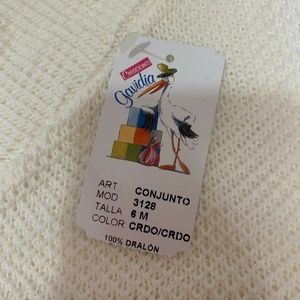 Creaciones
Gavidia
ART: CONJUNTO
MOD 3128
TALLA: 6 M
COLOR CRDO/CRDO
100% DRALÓN